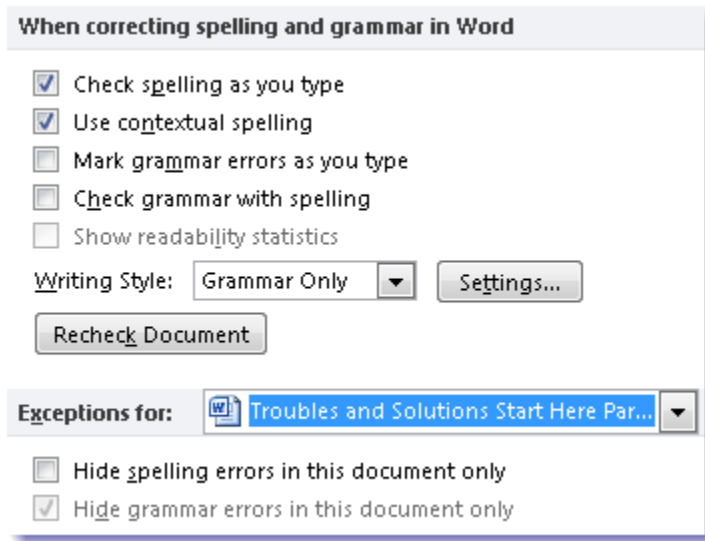 When correcting spelling and grammar in Word
Check spelling as you type
Use contextual spelling
Mark grammar errors as you type
Check grammar with spelling
Show readability statistics
Writing Style: Grammar Only Settings...
Recheck Document
Exceptions for: Troubles and Solutions Start Here Par...
Hide spelling errors in this document only
Hide grammar errors in this document only